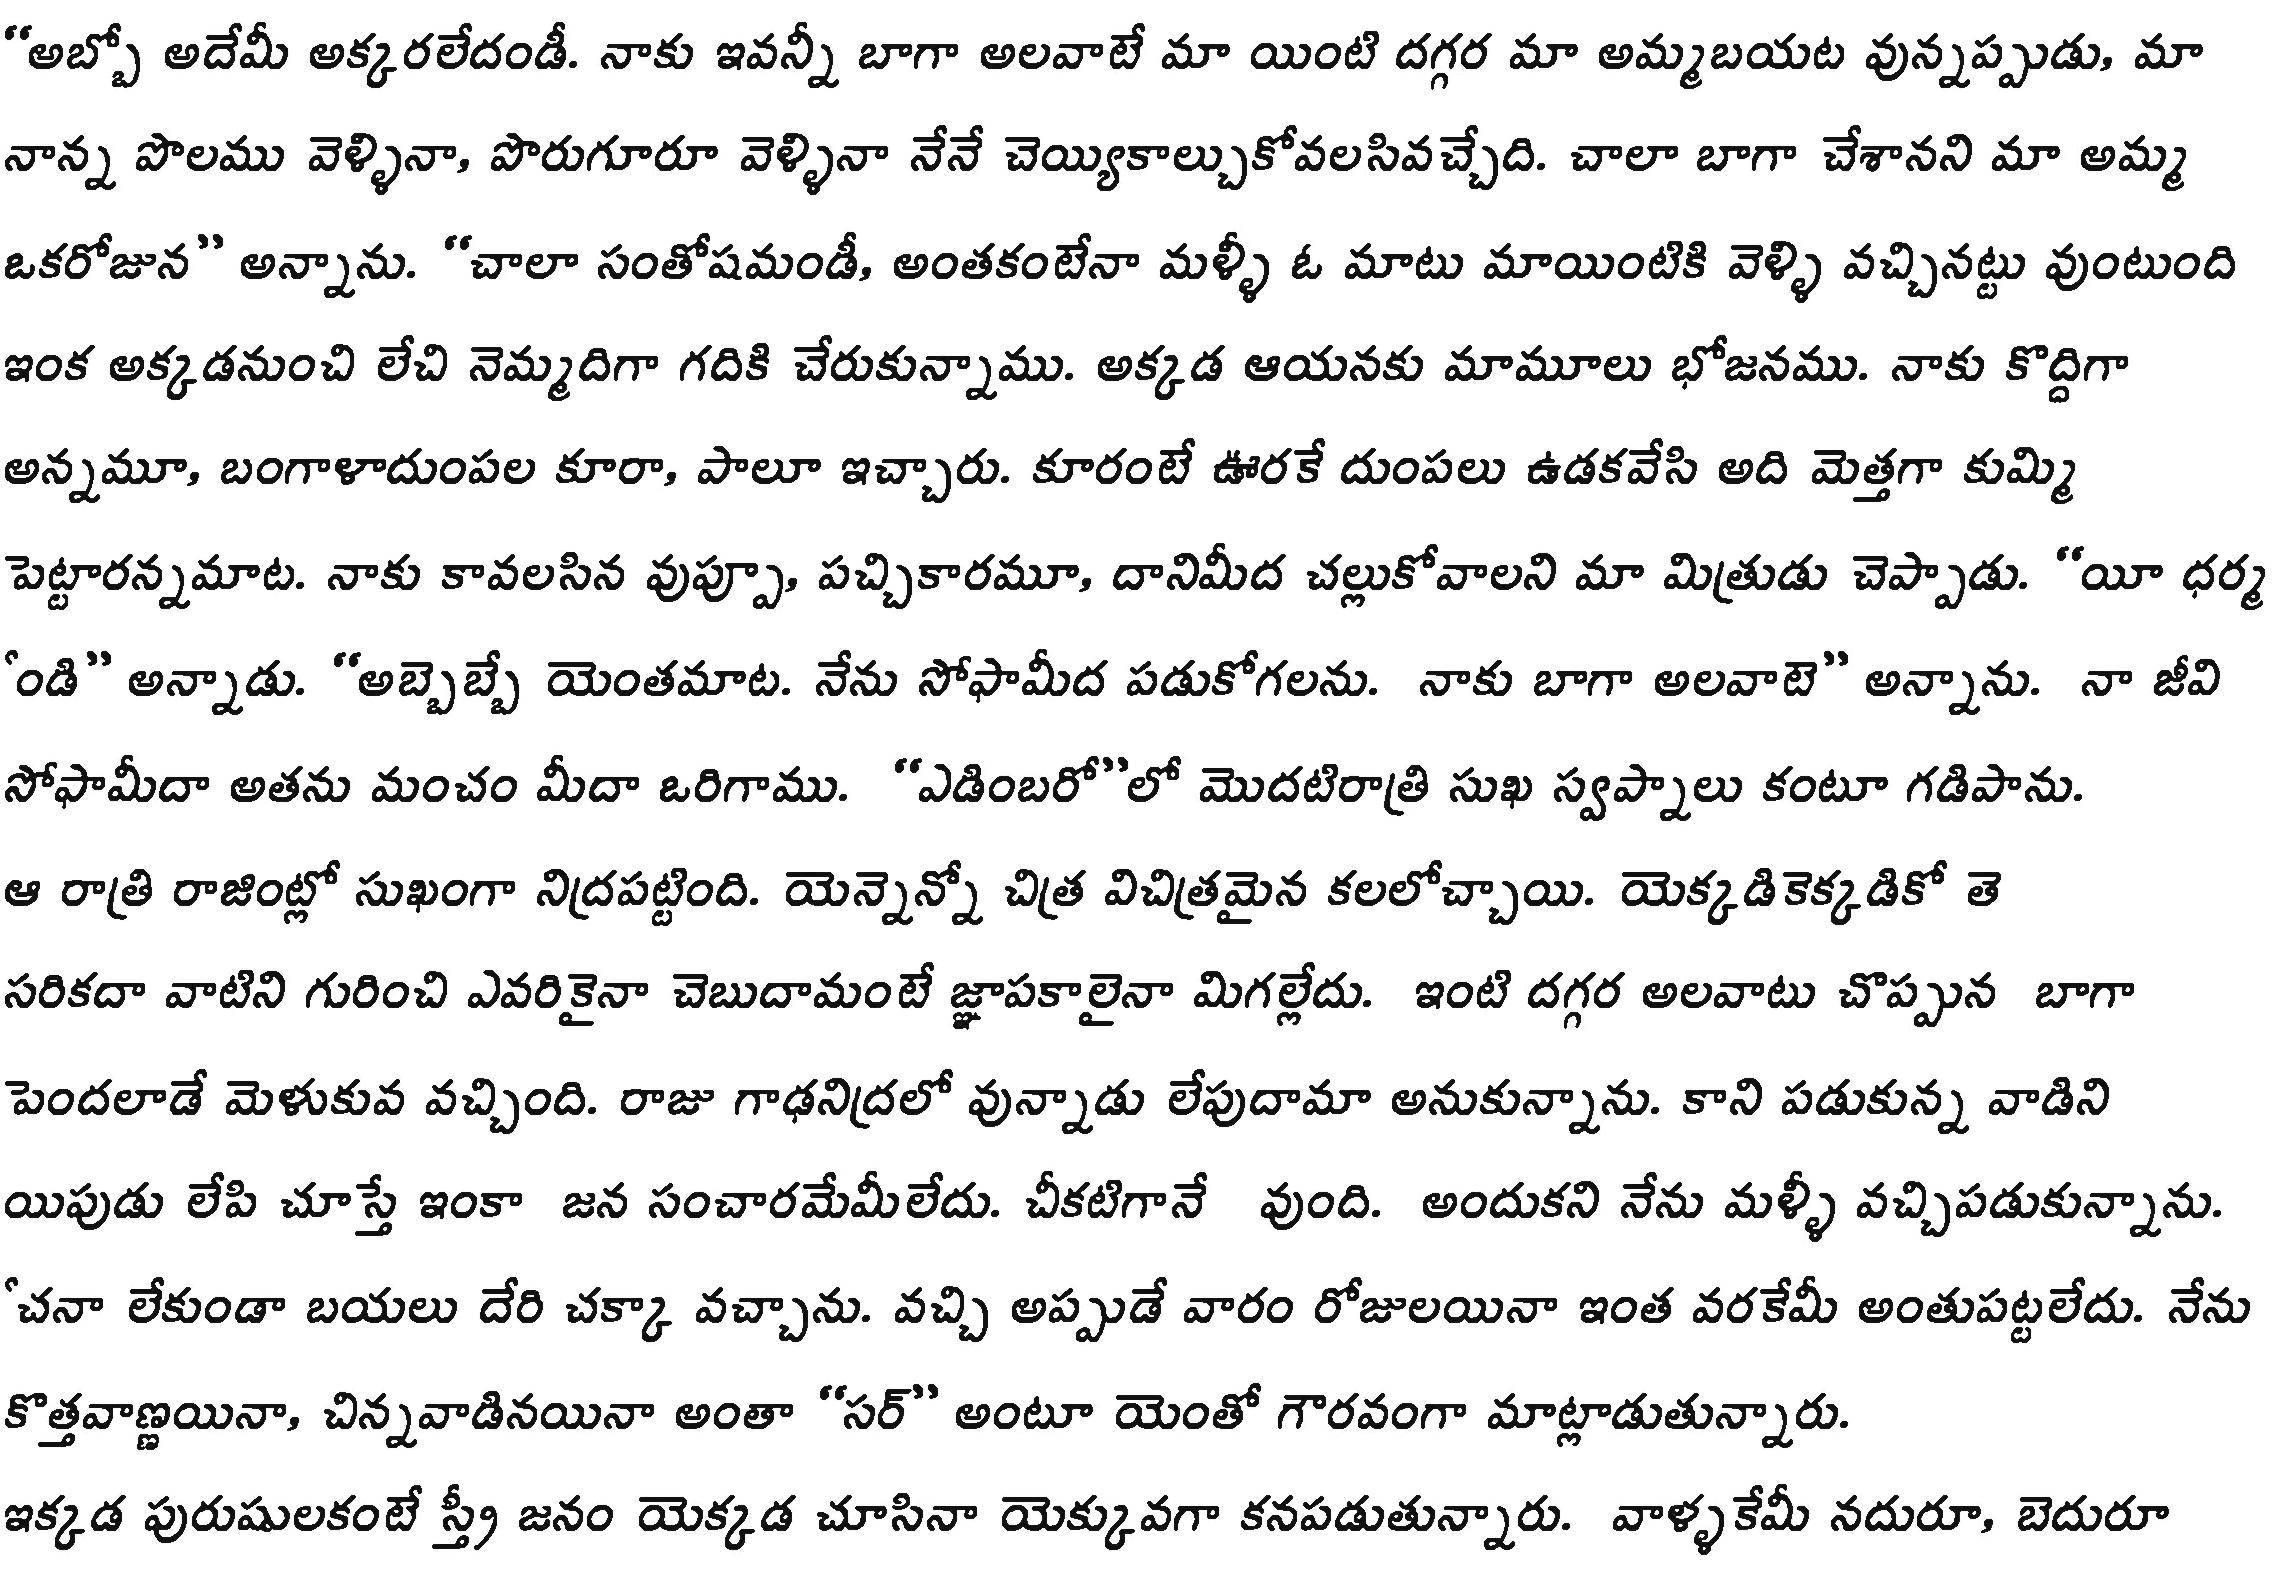 “అబ్బో అదేమీ అక్కరలేదండీ. నాకు ఇవన్నీ బాగా అలవాటే మా యింటి దగ్గర మా అమ్మబయట వున్నప్పుడు, మా
నాన్న పొలము వెళ్ళినా, పొరుగూరూ వెళ్ళినా నేనే చెయ్యికాల్చుకోవలసివచ్చేది. చాలా బాగా చేశానని మా అమ్మ
ఒకరోజున” అన్నాను. “చాలా సంతోషమండీ, అంతకంటేనా మళ్ళీ ఓ మాటు మాయింటికి వెళ్ళి వచ్చినట్టు వుంటుంది
ఇంక అక్కడనుంచి లేచి నెమ్మదిగా గదికి చేరుకున్నాము. అక్కడ ఆయనకు మామూలు భోజనము. నాకు కొద్దిగా
అన్నమూ, బంగాళాదుంపల కూరా, పాలూ ఇచ్చారు. కూరంటే ఊరకే దుంపలు ఉడకవేసి అది మెత్తగా కుమ్మి
పెట్టారన్నమాట. నాకు కావలసిన వుప్పూ, పచ్చికారమూ, దానిమీద చల్లుకోవాలని మా మిత్రుడు చెప్పాడు. “యీ ధర్మ
ండి” అన్నాడు. “అబ్బెబ్బే యెంతమాట. నేను సోఫామీద పడుకోగలను. నాకు బాగా అలవాటె” అన్నాను. నా జీవి
సోఫామీదా అతను మంచం మీదా ఒరిగాము. “ఎడింబరో”లో మొదటిరాత్రి సుఖ స్వప్నాలు కంటూ గడిపాను.
ఆ రాత్రి రాజింట్లో సుఖంగా నిద్రపట్టింది. యెన్నెన్నో చిత్ర విచిత్రమైన కలలోచ్చాయి. యెక్కడికెక్కడికో తె
సరికదా వాటిని గురించి ఎవరికైనా చెబుదామంటే జ్ఞాపకాలైనా మిగల్లేదు. ఇంటి దగ్గర అలవాటు చొప్పున బాగా
పెందలాడే మెళుకువ వచ్చింది. రాజు గాఢనిద్రలో వున్నాడు లేపుదామా అనుకున్నాను. కాని పడుకున్న వాడిని
యిపుడు లేపి చూస్తే ఇంకా జన సంచారమేమీలేదు. చీకటిగానే వుంది. అందుకని నేను మళ్ళీ వచ్చిపడుకున్నాను.
చనా లేకుండా బయలు దేరి చక్కా వచ్చాను. వచ్చి అప్పుడే వారం రోజులయినా ఇంత వరకేమీ అంతుపట్టలేదు. నేను
కొత్తవాణ్ణయినా, చిన్నవాడినయినా అంతా “సర్” అంటూ యెంతో గౌరవంగా మాట్లాడుతున్నారు.
ఇక్కడ పురుషులకంటే స్త్రీ జనం యెక్కడ చూసినా యెక్కువగా కనపడుతున్నారు. వాళ్ళకేమీ నదురూ, బెదురూ